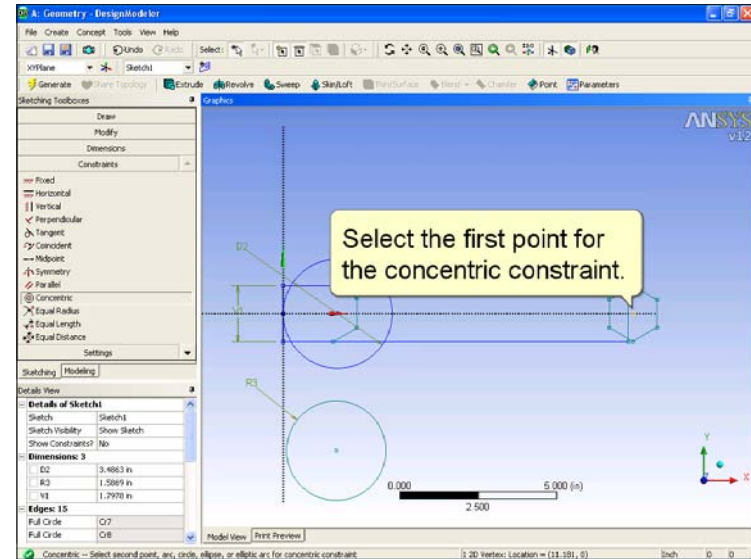 A: Geometry - DesignModeler
File Create Concept Tools View Help
Undo Redo Select:
XYPlane Sketch1
Generate Share Topology Extrude Revolve Sweep Skin/Loft Thin/Surface Blend Chamfer Point Parameters
Sketching Toolboxes
Draw
Modify
Dimensions
Constraints
Fixed
Horizontal
Vertical
Perpendicular
Tangent
Coincident
Midpoint
Symmetry
Parallel
Concentric
Equal Radius
Equal Length
Equal Distance
Settings
Sketching Modeling
Details View
Details of Sketch1
Sketch Sketch1
Sketch Visibility Show Sketch
Show Constraints? No
Dimensions: 3
D2 3.4863 in
R3 1.5869 in
V1 1.7978 in
Edges: 15
Full Circle Cr7
Full Circle Cr8
Graphics
ANSYS
v12
D2
Select the first point for
the concentric constraint.
V1
R3
0.000 5.000 (in)
2.500
Y
X
Model View Print Preview
Concentric -- Select second point, arc, circle, ellipse, or elliptic arc for concentric constraint 1 2D Vertex: Location = (11.181, 0) Inch 0 0